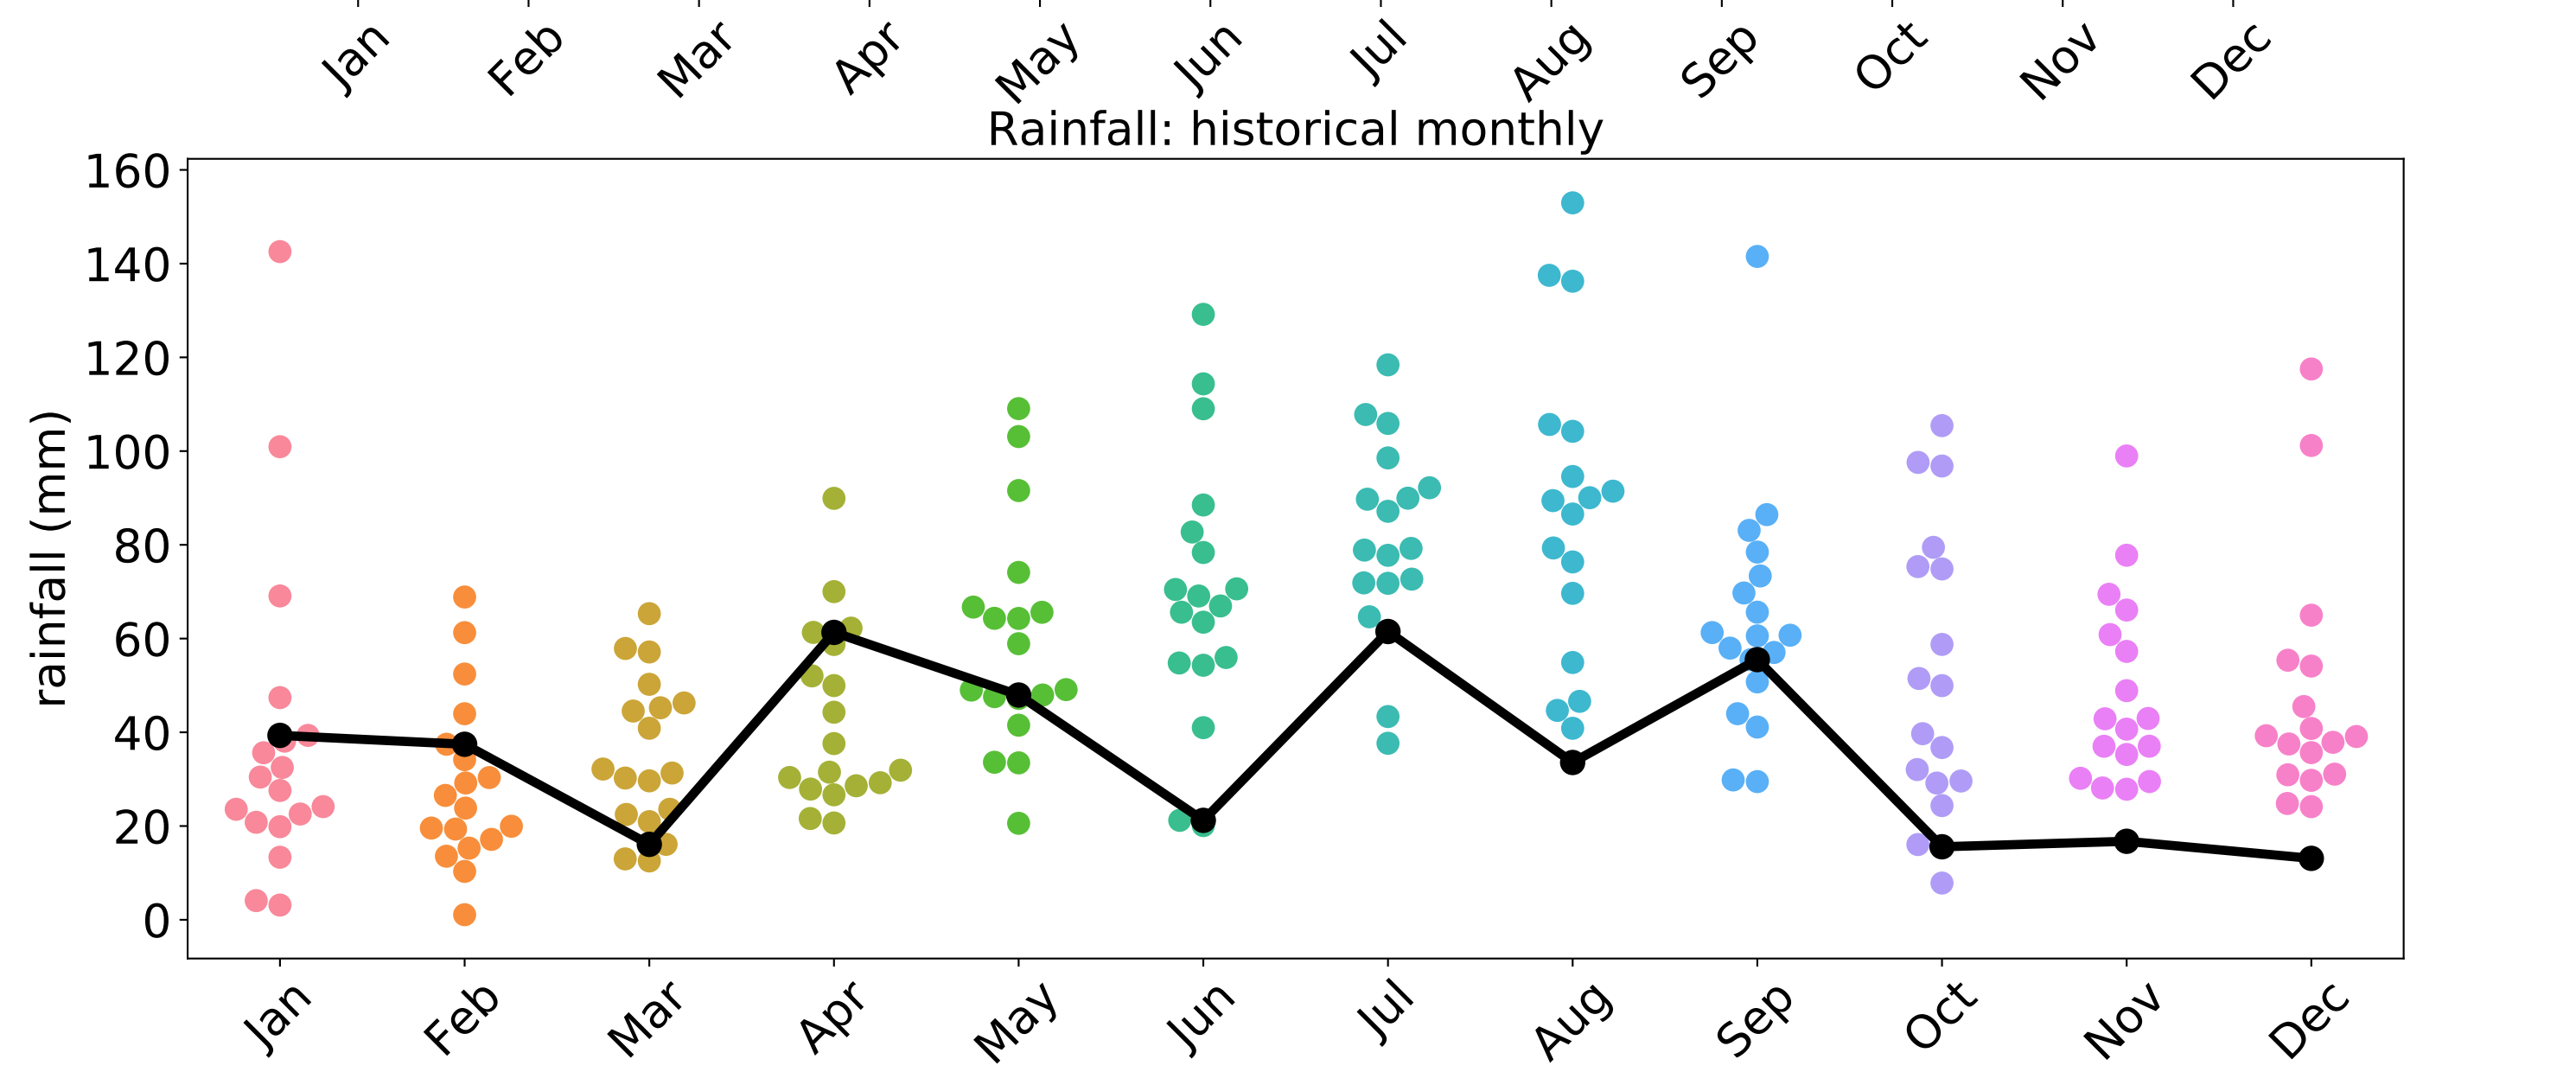 Jan Feb Mar Apr May Jun Jul Aug Sep Oct Nov Dec
Rainfall: historical monthly
160
140
120
100
80
60
40
20
0
rainfall (mm)
Jan Feb Mar Apr May Jun Jul Aug Sep Oct Nov Dec